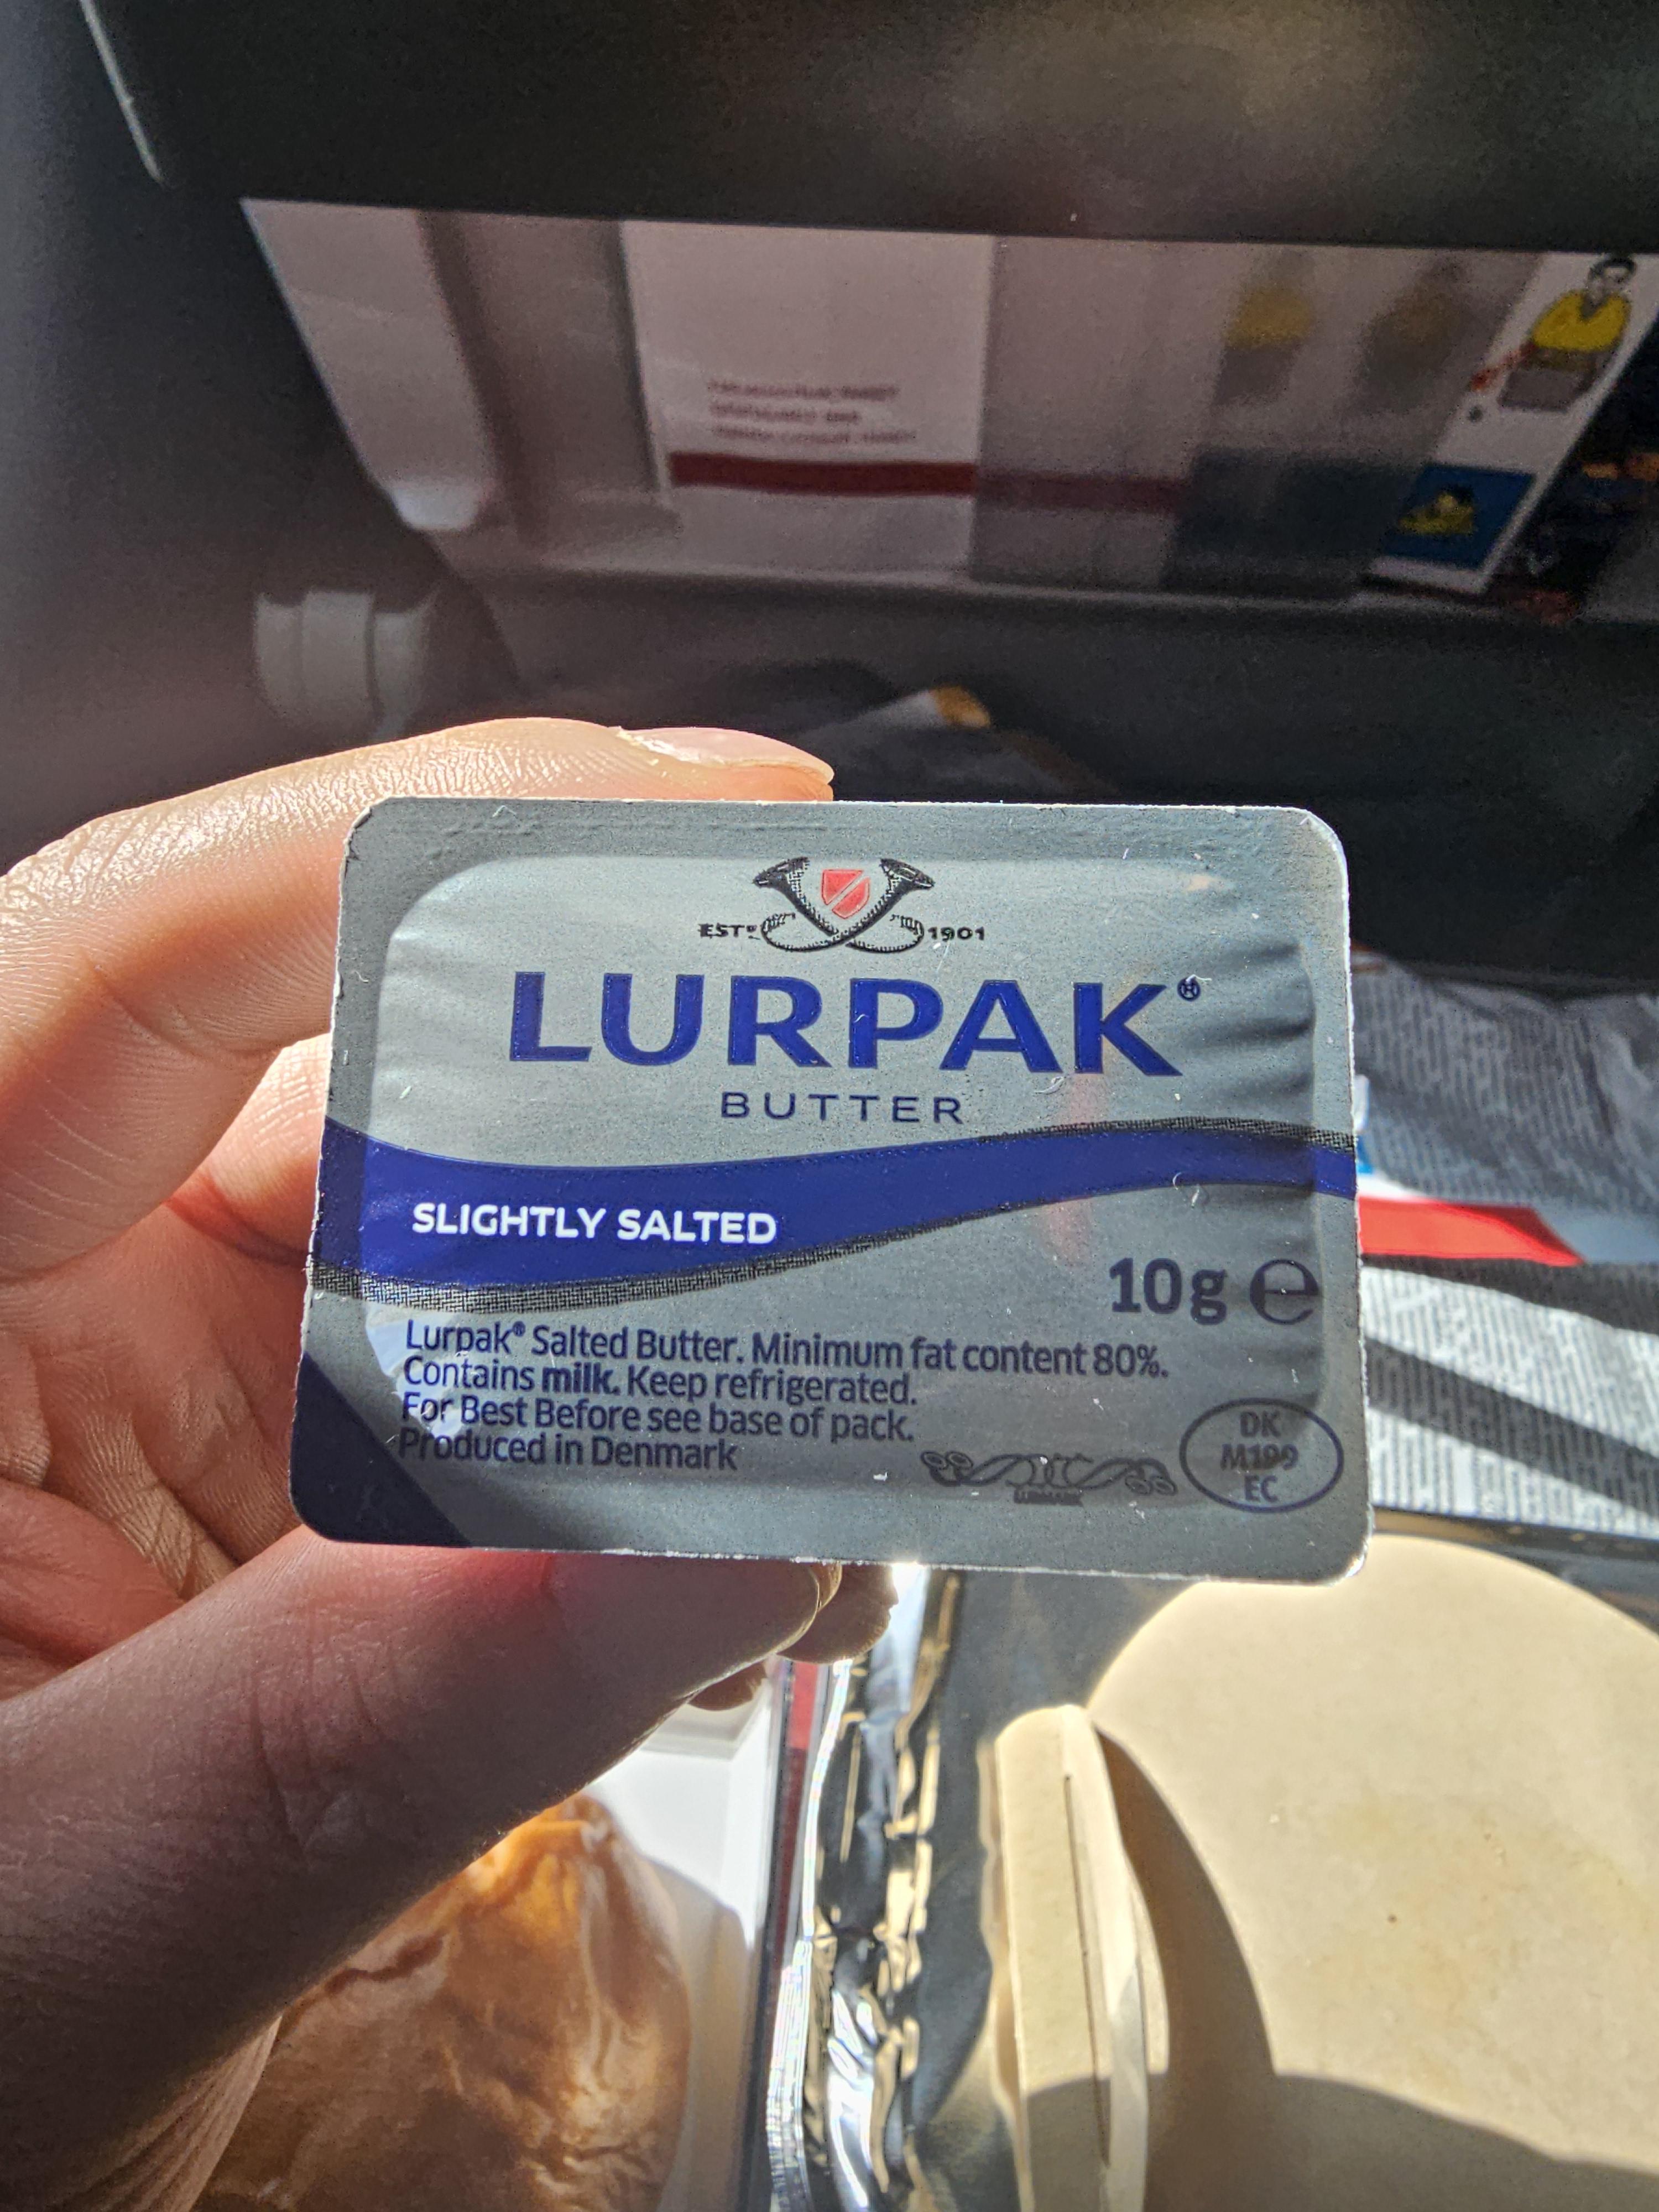 ESTD 1901
LURPAK®
BUTTER
SLIGHTLY SALTED
10g e
Lurpak® Salted Butter. Minimum fat content 80%.
Contains milk. Keep refrigerated.
For Best Before see base of pack.
Produced in Denmark
DK
M199
EC